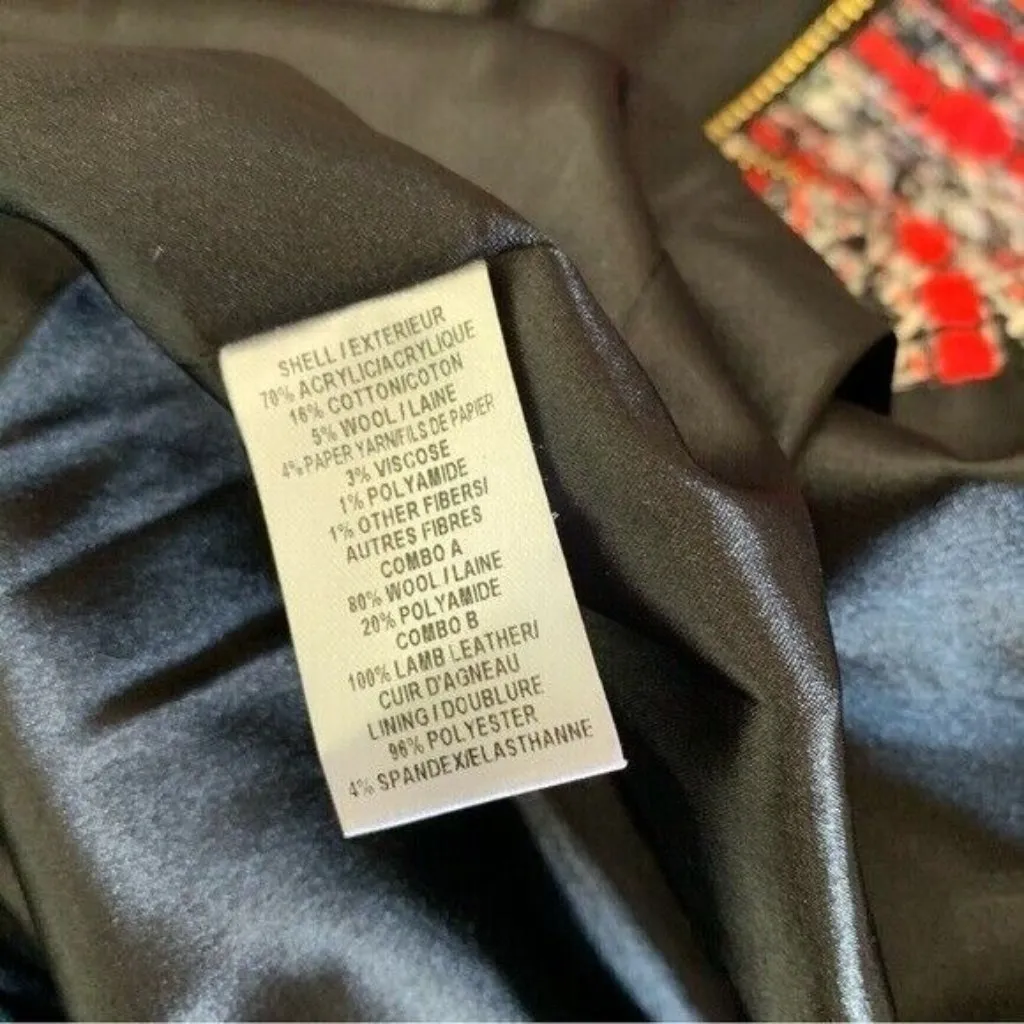 SHELL / EXTERIEUR
70% ACRYLIC/ACRYLIQUE
16% COTTON/COTON
5% WOOL / LAINE
4% PAPER YARN/FILS DE PAPIER
3% VISCOSE
1% POLYAMIDE
1% OTHER FIBERS/
AUTRES FIBRES
COMBO A
80% WOOL / LAINE
20% POLYAMIDE
COMBO B
100% LAMB LEATHER/
CUIR D'AGNEAU
LINING / DOUBLURE
96% POLYESTER
4% SPANDEX/ELASTHANNE